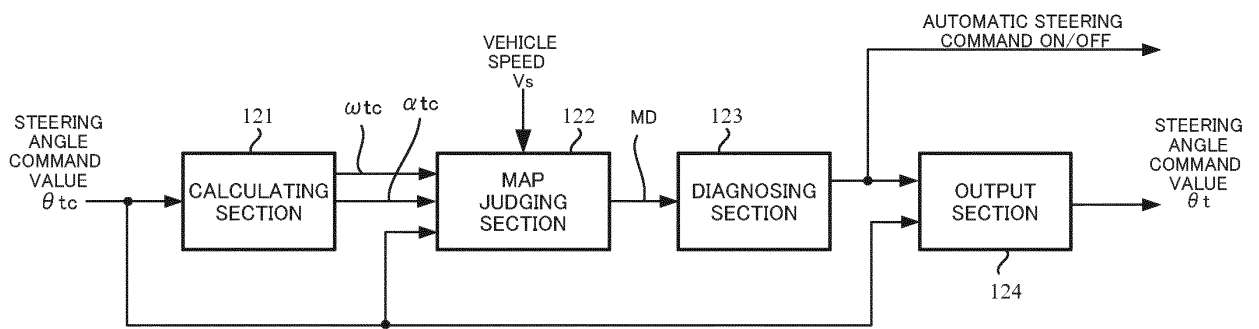 AUTOMATIC STEERING
COMMAND ON/OFF
VEHICLE
SPEED
Vs
ωtc
αtc
121
122
MD
123
STEERING
ANGLE
COMMAND
VALUE
θtc
CALCULATING
SECTION
MAP
JUDGING
SECTION
DIAGNOSING
SECTION
OUTPUT
SECTION
124
STEERING
ANGLE
COMMAND
VALUE
θt